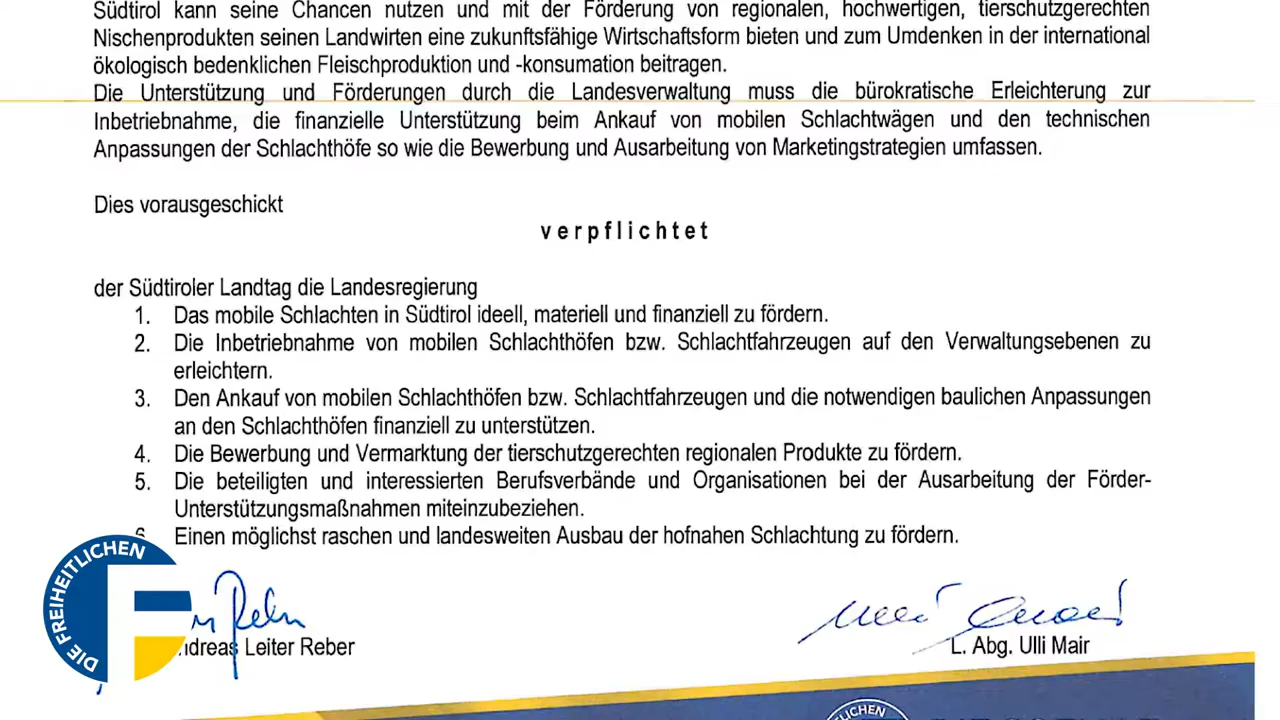 Südtirol kann seine Chancen nutzen und mit der Förderung von regionalen, hochwertigen, tierschutzgerechten
Nischenprodukten seinen Landwirten eine zukunftsfähige Wirtschaftsform bieten und zum Umdenken in der international
ökologisch bedenklichen Fleischproduktion und -konsumation beitragen.
Die Unterstützung und Förderungen durch die Landesverwaltung muss die bürokratische Erleichterung zur
Inbetriebnahme, die finanzielle Unterstützung beim Ankauf von mobilen Schlachtwägen und den technischen
Anpassungen der Schlachthöfe so wie die Bewerbung und Ausarbeitung von Marketingstrategien umfassen.
Dies vorausgeschickt
verpflichtet
der Südtiroler Landtag die Landesregierung
1. Das mobile Schlachten in Südtirol ideell, materiell und finanziell zu fördern.
2. Die Inbetriebnahme von mobilen Schlachthöfen bzw. Schlachtfahrzeugen auf den Verwaltungsebenen zu
erleichtern.
3. Den Ankauf von mobilen Schlachthöfen bzw. Schlachtfahrzeugen und die notwendigen baulichen Anpassungen
an den Schlachthöfen finanziell zu unterstützen.
4. Die Bewerbung und Vermarktung der tierschutzgerechten regionalen Produkte zu fördern.
5. Die beteiligten und interessierten Berufsverbände und Organisationen bei der Ausarbeitung der Förder-
Unterstützungsmaßnahmen miteinzubeziehen.
6. Einen möglichst raschen und landesweiten Ausbau der hofnahen Schlachtung zu fördern.
DIE FREIHEITLICHEN
F
ndreas Leiter Reber
L. Abg. Ulli Mair